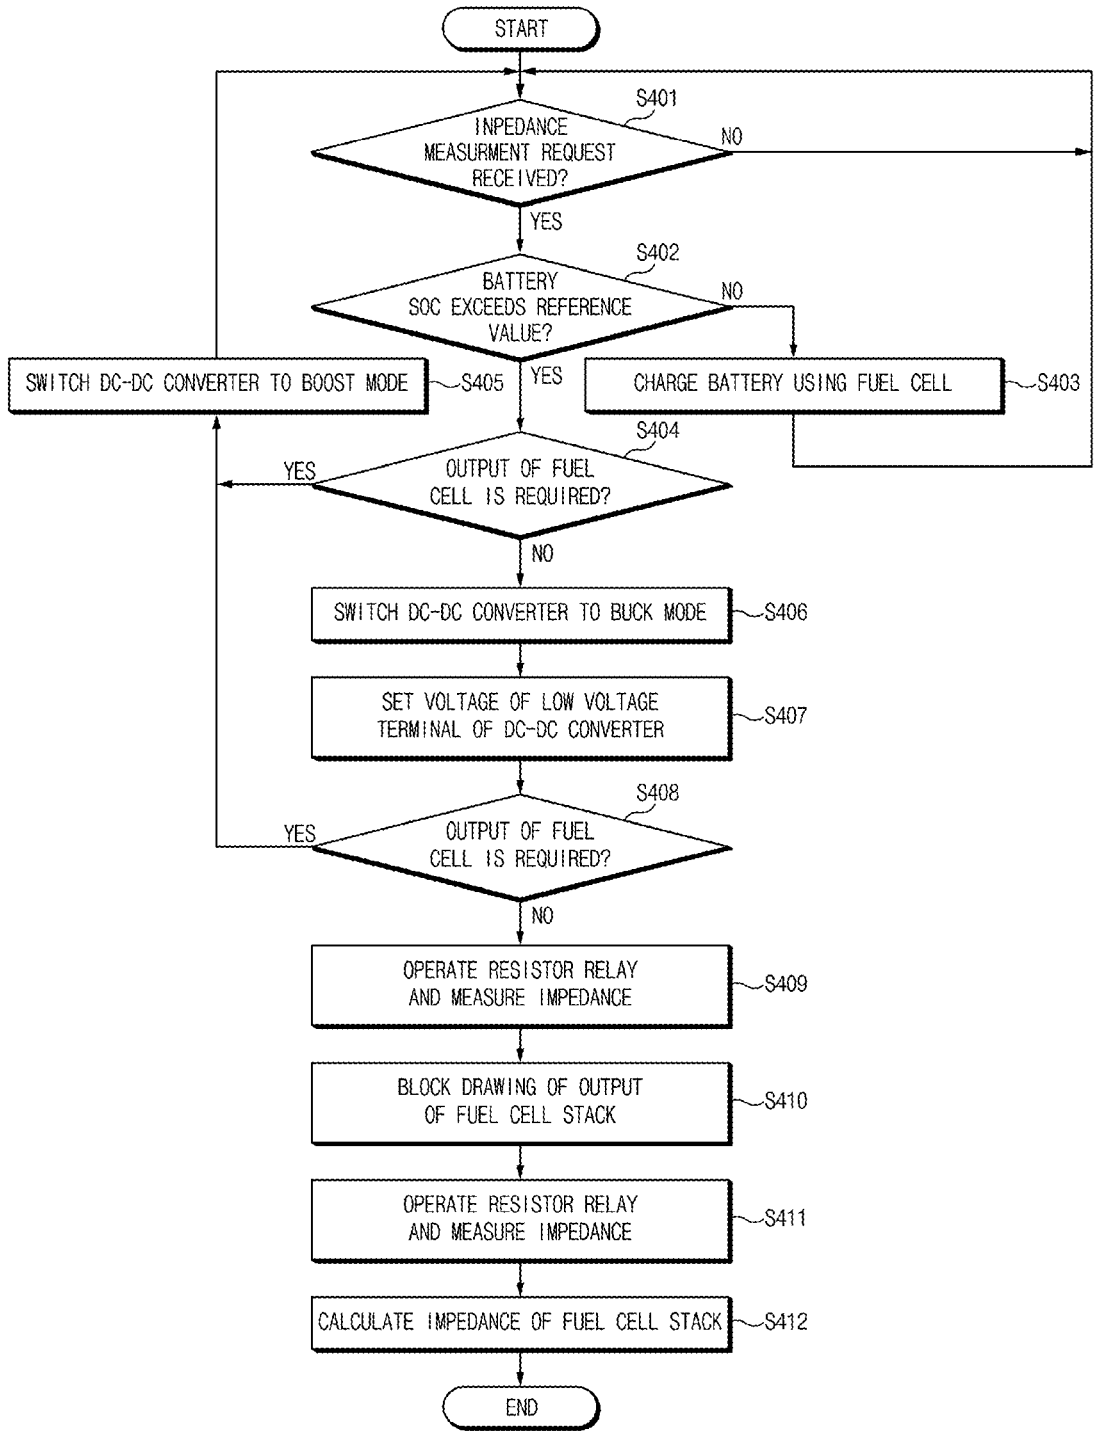 START
S401
INPEDANCE
MEASURMENT REQUEST
RECEIVED?
NO
YES
S402
BATTERY
SOC EXCEEDS REFERENCE
VALUE?
NO
YES
SWITCH DC-DC CONVERTER TO BOOST MODE
S405
CHARGE BATTERY USING FUEL CELL
S403
S404
OUTPUT OF FUEL
CELL IS REQUIRED?
YES
NO
SWITCH DC-DC CONVERTER TO BUCK MODE
S406
SET VOLTAGE OF LOW VOLTAGE
TERMINAL OF DC-DC CONVERTER
S407
S408
OUTPUT OF FUEL
CELL IS REQUIRED?
YES
NO
OPERATE RESISTOR RELAY
AND MEASURE IMPEDANCE
S409
BLOCK DRAWING OF OUTPUT
OF FUEL CELL STACK
S410
OPERATE RESISTOR RELAY
AND MEASURE IMPEDANCE
S411
CALCULATE IMPEDANCE OF FUEL CELL STACK
S412
END